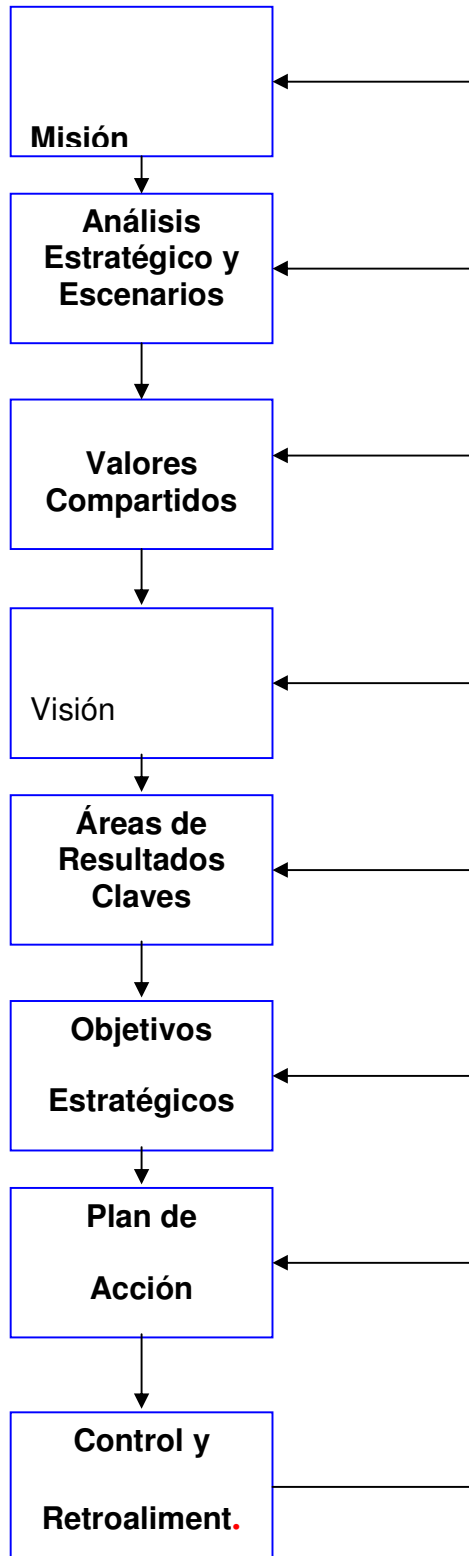 Misión
Análisis
Estratégico y
Escenarios
Valores
Compartidos
Visión
Áreas de
Resultados
Claves
Objetivos
Estratégicos
Plan de
Acción
Control y
Retroaliment.